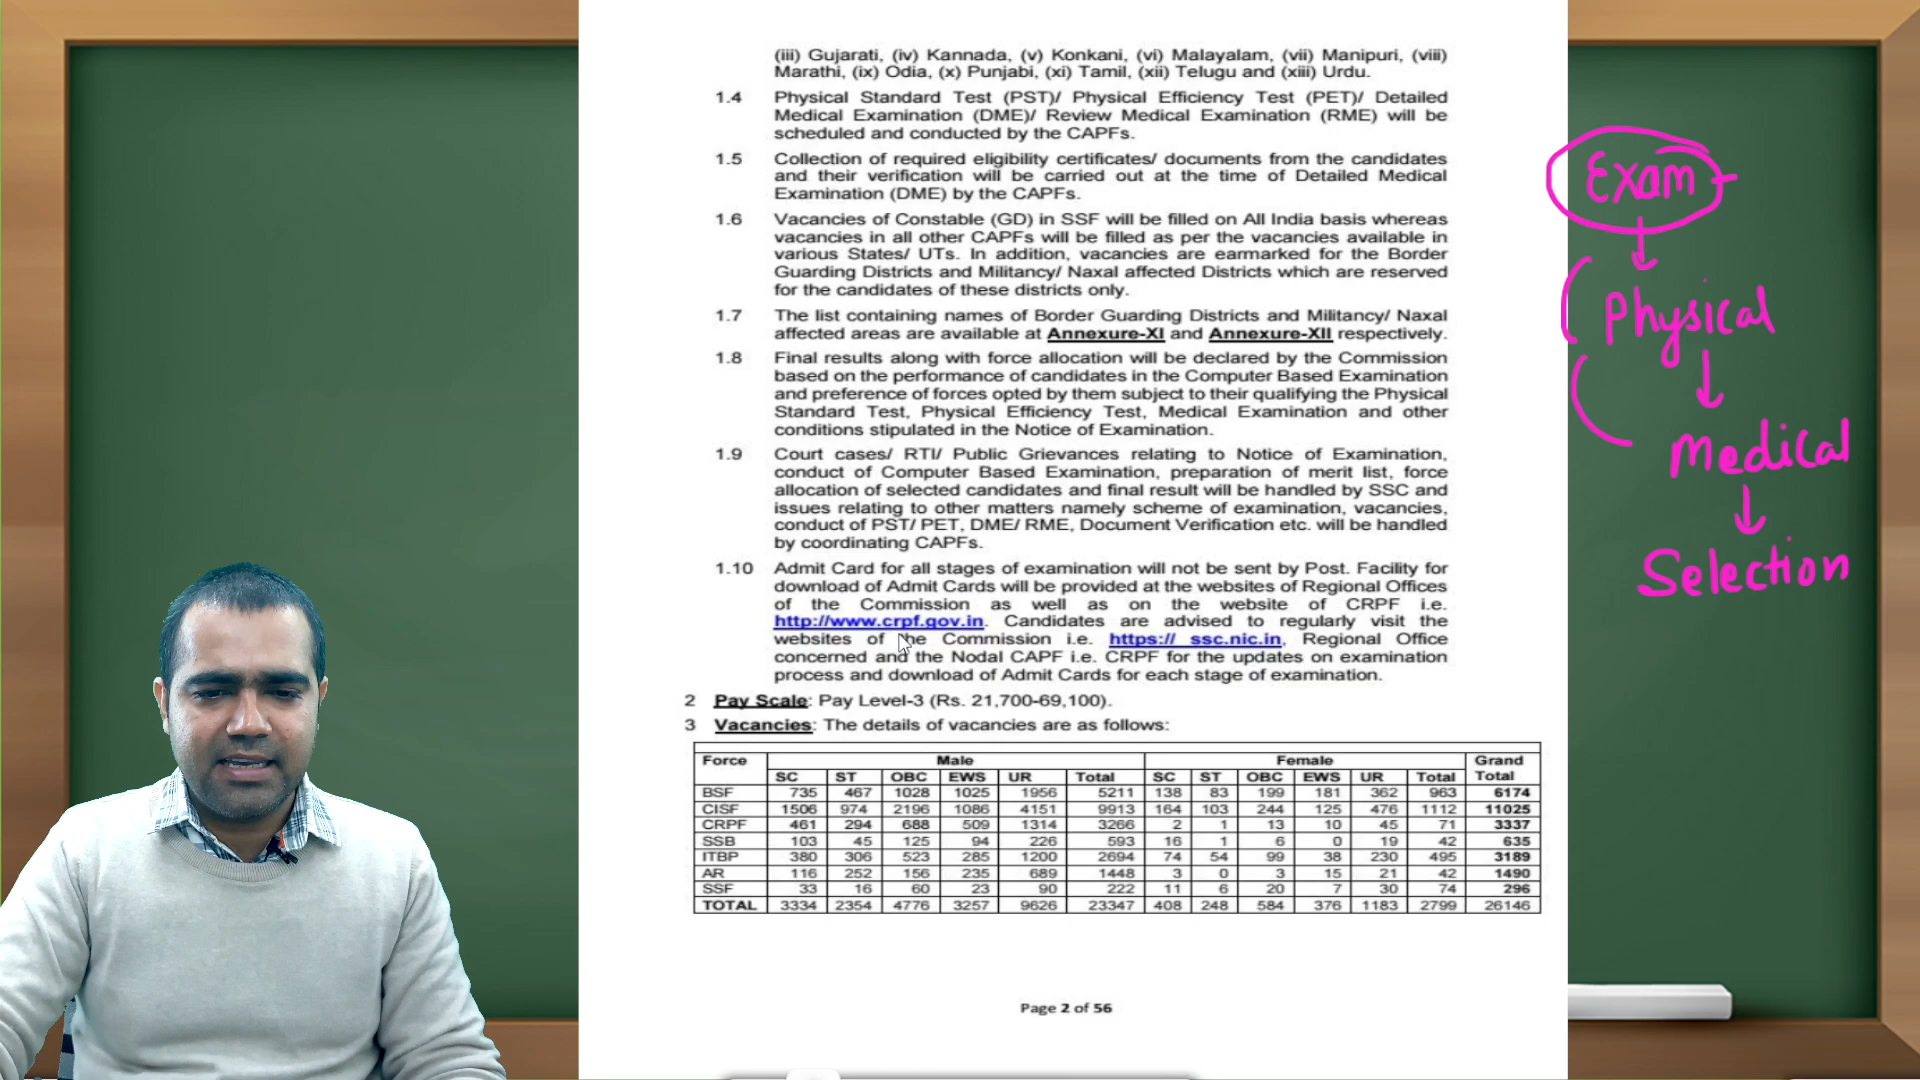 (iii) Gujarati, (iv) Kannada, (v) Konkani, (vi) Malayalam, (vii) Manipuri, (viii)
Marathi, (ix) Odia, (x) Punjabi, (xi) Tamil, (xii) Telugu and (xiii) Urdu.
1.4 Physical Standard Test (PST)/ Physical Efficiency Test (PET)/ Detailed
Medical Examination (DME)/ Review Medical Examination (RME) will be
scheduled and conducted by the CAPFs.
1.5 Collection of required eligibility certificates/ documents from the candidates
and their verification will be carried out at the time of Detailed Medical
Examination (DME) by the CAPFs.
1.6 Vacancies of Constable (GD) in SSF will be filled on All India basis whereas
vacancies in all other CAPFs will be filled as per the vacancies available in
various States/ UTs. In addition, vacancies are earmarked for the Border
Guarding Districts and Militancy/ Naxal affected Districts which are reserved
for the candidates of these districts only.
1.7 The list containing names of Border Guarding Districts and Militancy/ Naxal
affected areas are available at Annexure-XI and Annexure-XII respectively.
1.8 Final results along with force allocation will be declared by the Commission
based on the performance of candidates in the Computer Based Examination
and preference of forces opted by them subject to their qualifying the Physical
Standard Test, Physical Efficiency Test, Medical Examination and other
conditions stipulated in the Notice of Examination.
1.9 Court cases/ RTI/ Public Grievances relating to Notice of Examination,
conduct of Computer Based Examination, preparation of merit list, force
allocation of selected candidates and final result will be handled by SSC and
issues relating to other matters namely scheme of examination, vacancies,
conduct of PST/ PET, DME/ RME, Document Verification etc. will be handled
by coordinating CAPFs.
1.10 Admit Card for all stages of examination will not be sent by Post. Facility for
download of Admit Cards will be provided at the websites of Regional Offices
of the Commission as well as on the website of CRPF i.e.
http://www.crpf.gov.in. Candidates are advised to regularly visit the
websites of the Commission i.e. https:// ssc.nic.in, Regional Office
concerned and the Nodal CAPF i.e. CRPF for the updates on examination
process and download of Admit Cards for each stage of examination.
2 Pay Scale: Pay Level-3 (Rs. 21,700-69,100).
3 Vacancies: The details of vacancies are as follows:
Force Male Female Grand Total
SC ST OBC EWS UR Total SC ST OBC EWS UR Total
BSF 735 467 1028 1025 1956 5211 138 83 199 181 362 963 6174
CISF 1506 974 2196 1086 4151 9913 164 103 244 125 476 1112 11025
CRPF 461 294 688 509 1314 3266 2 1 13 10 45 71 3337
SSB 103 45 125 94 226 593 16 1 6 0 19 42 635
ITBP 380 306 523 285 1200 2694 74 54 99 38 230 495 3189
AR 116 252 156 235 689 1448 3 0 3 15 21 42 1490
SSF 33 16 60 23 90 222 11 6 20 7 30 74 296
TOTAL 3334 2354 4776 3257 9626 23347 408 248 584 376 1183 2799 26146
Page 2 of 56
Exam
Physical
Medical
Selection